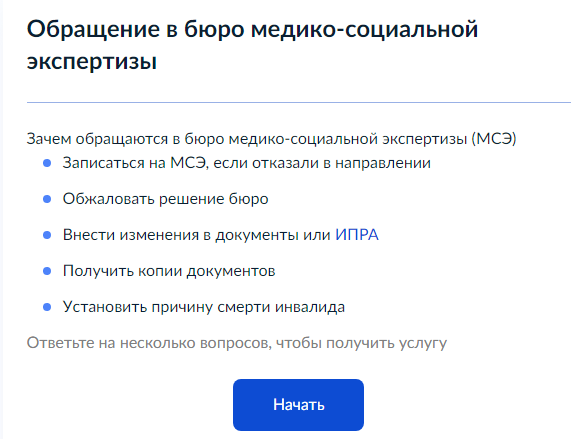 Обращение в бюро медико-социальной
экспертизы
Зачем обращаются в бюро медико-социальной экспертизы (МСЭ)
Записаться на МСЭ, если отказали в направлении
Обжаловать решение бюро
Внести изменения в документы или ИПРА
Получить копии документов
Установить причину смерти инвалида
Ответьте на несколько вопросов, чтобы получить услугу
Начать